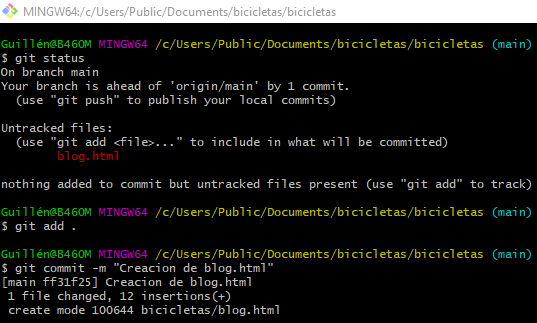 MINGW64:/c/Users/Public/Documents/bicicletas/bicicletas
Guillén@B460M MINGW64 /c/Users/Public/Documents/bicicletas/bicicletas (main)
$ git status
On branch main
Your branch is ahead of 'origin/main' by 1 commit.
  (use "git push" to publish your local commits)
Untracked files:
  (use "git add <file>..." to include in what will be committed)
        blog.html
nothing added to commit but untracked files present (use "git add" to track)
Guillén@B460M MINGW64 /c/Users/Public/Documents/bicicletas/bicicletas (main)
$ git add .
Guillén@B460M MINGW64 /c/Users/Public/Documents/bicicletas/bicicletas (main)
$ git commit -m "Creacion de blog.html"
[main ff31f25] Creacion de blog.html
 1 file changed, 12 insertions(+)
 create mode 100644 bicicletas/blog.html